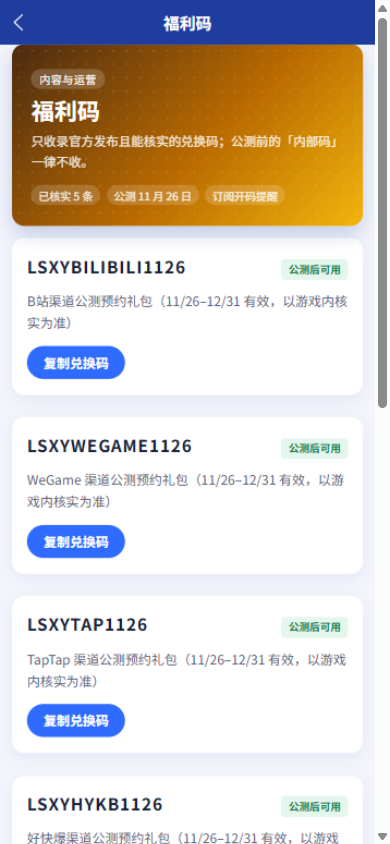 福利码
内容与运营
福利码
只收录官方发布且能核实的兑换码；公测前的「内部码」
一律不收。
已核实 5 条
公测 11 月 26 日
订阅开码提醒
LSXYBILIBILI1126
公测后可用
B站渠道公测预约礼包（11/26–12/31 有效，以游戏内核
实为准）
复制兑换码
LSXYWEGAME1126
公测后可用
WeGame 渠道公测预约礼包（11/26–12/31 有效，以游
戏内核实为准）
复制兑换码
LSXYTAP1126
公测后可用
TapTap 渠道公测预约礼包（11/26–12/31 有效，以游戏
内核实为准）
复制兑换码
LSXYHYKB1126
公测后可用
好快爆渠道公测预约礼包（11/26–12/31 有效，以游戏